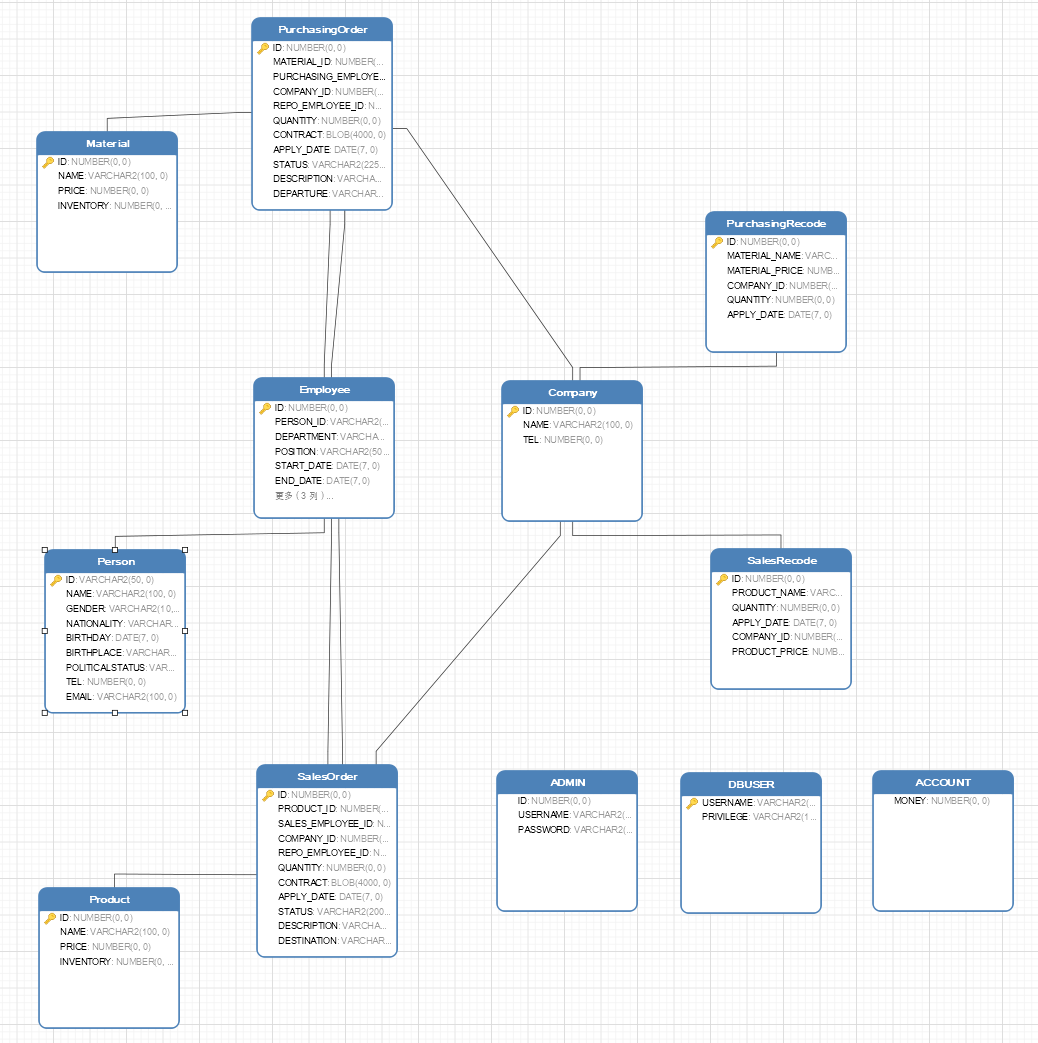 PurchasingOrder
ID: NUMBER(0, 0)
MATERIAL_ID: NUMBER(...
PURCHASING_EMPLOYE...
COMPANY_ID: NUMBER(...
REPO_EMPLOYEE_ID: N...
QUANTITY: NUMBER(0, 0)
CONTRACT: BLOB(4000, 0)
APPLY_DATE: DATE(7, 0)
STATUS: VARCHAR2(225...
DESCRIPTION: VARCHA...
DEPARTURE: VARCHAR...
Material
ID: NUMBER(0, 0)
NAME: VARCHAR2(100, 0)
PRICE: NUMBER(0, 0)
INVENTORY: NUMBER(0, ...
PurchasingRecode
ID: NUMBER(0, 0)
MATERIAL_NAME: VARC...
MATERIAL_PRICE: NUMB...
COMPANY_ID: NUMBER(...
QUANTITY: NUMBER(0, 0)
APPLY_DATE: DATE(7, 0)
Employee
ID: NUMBER(0, 0)
PERSON_ID: VARCHAR2(...
DEPARTMENT: VARCHA...
POSITION: VARCHAR2(50 ...
START_DATE: DATE(7, 0)
END_DATE: DATE(7, 0)
更多 ( 3 列 ) ...
Company
ID: NUMBER(0, 0)
NAME: VARCHAR2(100, 0)
TEL: NUMBER(0, 0)
Person
ID: VARCHAR2(50, 0)
NAME: VARCHAR2(100, 0)
GENDER: VARCHAR2(10,...
NATIONALITY: VARCHAR...
BIRTHDAY: DATE(7, 0)
BIRTHPLACE: VARCHAR...
POLITICALSTATUS: VAR...
TEL: NUMBER(0, 0)
EMAIL: VARCHAR2(100, 0)
SalesRecode
ID: NUMBER(0, 0)
PRODUCT_NAME: VARC...
QUANTITY: NUMBER(0, 0)
APPLY_DATE: DATE(7, 0)
COMPANY_ID: NUMBER(...
PRODUCT_PRICE: NUMB...
SalesOrder
ID: NUMBER(0, 0)
PRODUCT_ID: NUMBER(...
SALES_EMPLOYEE_ID: N...
COMPANY_ID: NUMBER(...
REPO_EMPLOYEE_ID: N...
QUANTITY: NUMBER(0, 0)
CONTRACT: BLOB(4000, 0)
APPLY_DATE: DATE(7, 0)
STATUS: VARCHAR2(200...
DESCRIPTION: VARCHA...
DESTINATION: VARCHAR...
ADMIN
ID: NUMBER(0, 0)
USERNAME: VARCHAR2(...
PASSWORD: VARCHAR2(...
DBUSER
USERNAME: VARCHAR2(...
PRIVILEGE: VARCHAR2(1...
ACCOUNT
MONEY: NUMBER(0, 0)
Product
ID: NUMBER(0, 0)
NAME: VARCHAR2(100, 0)
PRICE: NUMBER(0, 0)
INVENTORY: NUMBER(0, ...